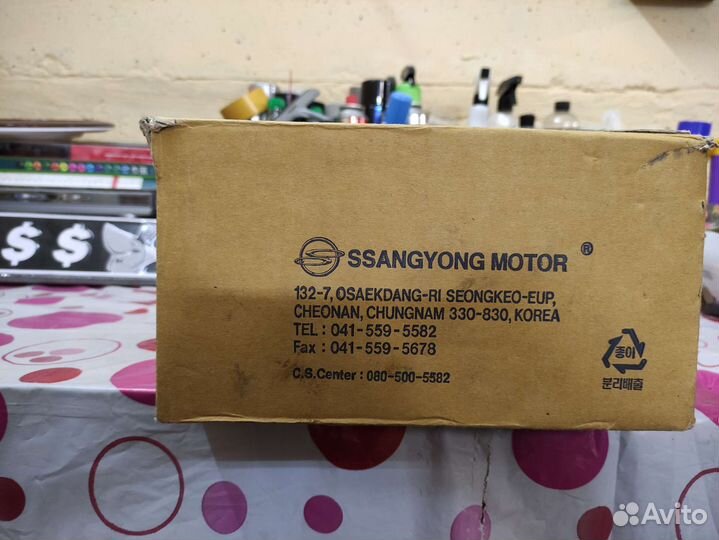 SSANGYONG MOTOR ®
132-7, OSAEKDANG-RI SEONGKEO-EUP,
CHEONAN, CHUNGNAM 330-830, KOREA
TEL : 041-559-5582
Fax : 041-559-5678
C.S.Center : 080-500-5582
종이
분리배출
$ $
Avito